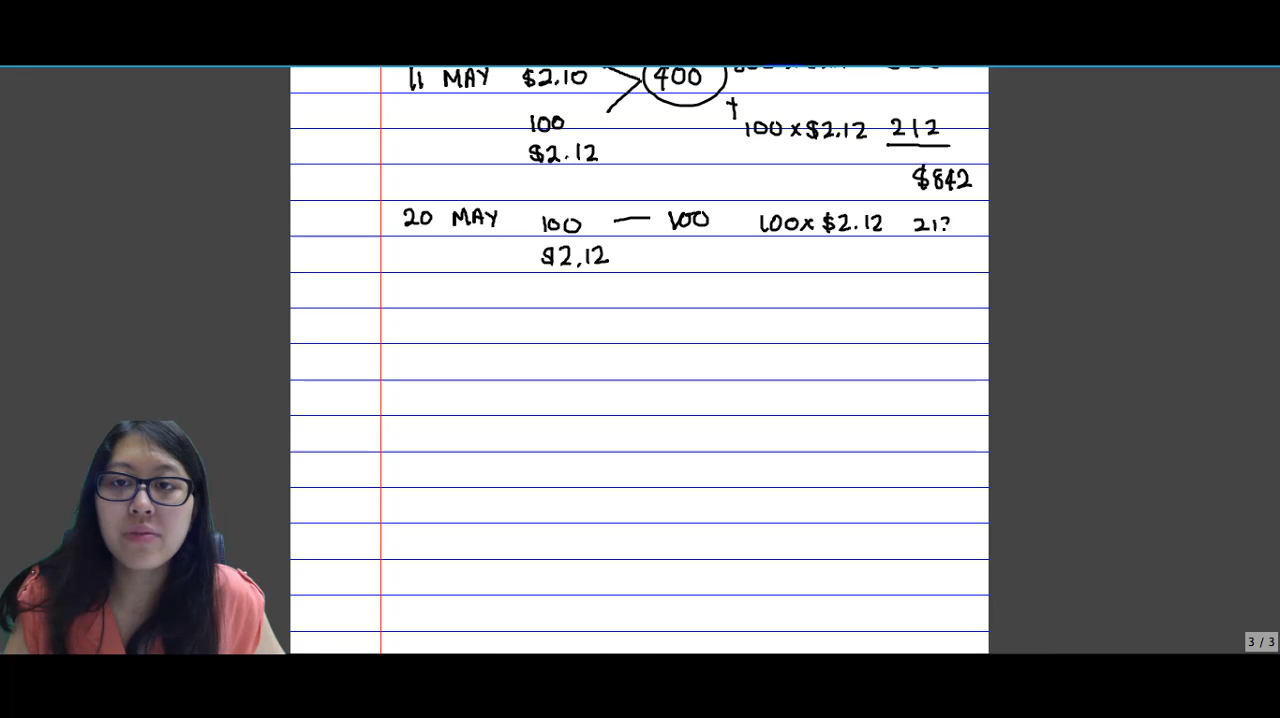 11 MAY $2.10 400
+
100 100 x $2.12 212
$2.12
$842
20 MAY 100 — 100 100 x $2.12 21?
$2.12
3 / 3